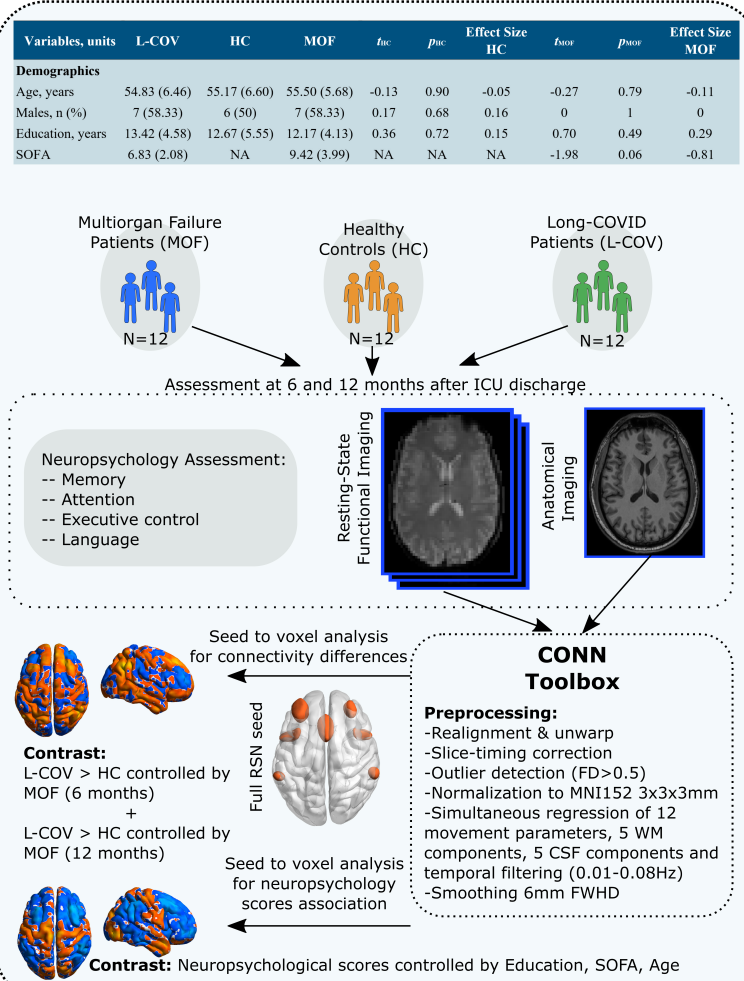 Variables, units L-COV HC MOF tHC pHC Effect Size HC tMOF pMOF Effect Size MOF
Demographics
Age, years 54.83 (6.46) 55.17 (6.60) 55.50 (5.68) -0.13 0.90 -0.05 -0.27 0.79 -0.11
Males, n (%) 7 (58.33) 6 (50) 7 (58.33) 0.17 0.68 0.16 0 1 0
Education, years 13.42 (4.58) 12.67 (5.55) 12.17 (4.13) 0.36 0.72 0.15 0.70 0.49 0.29
SOFA 6.83 (2.08) NA 9.42 (3.99) NA NA NA -1.98 0.06 -0.81
Multiorgan Failure
Patients (MOF)
N=12
Healthy
Controls (HC)
N=12
Long-COVID
Patients (L-COV)
N=12
Assessment at 6 and 12 months after ICU discharge
Neuropsychology Assessment:
-- Memory
-- Attention
-- Executive control
-- Language
Resting-State
Functional Imaging
Anatomical
Imaging
Seed to voxel analysis
for connectivity differences
Full RSN seed
Contrast:
L-COV > HC controlled by
MOF (6 months)
+
L-COV > HC controlled by
MOF (12 months)
CONN
Toolbox
Preprocessing:
-Realignment & unwarp
-Slice-timing correction
-Outlier detection (FD>0.5)
-Normalization to MNI152 3x3x3mm
-Simultaneous regression of 12
movement parameters, 5 WM
components, 5 CSF components and
temporal filtering (0.01-0.08Hz)
-Smoothing 6mm FWHD
Seed to voxel analysis
for neuropsychology
scores association
Contrast: Neuropsychological scores controlled by Education, SOFA, Age